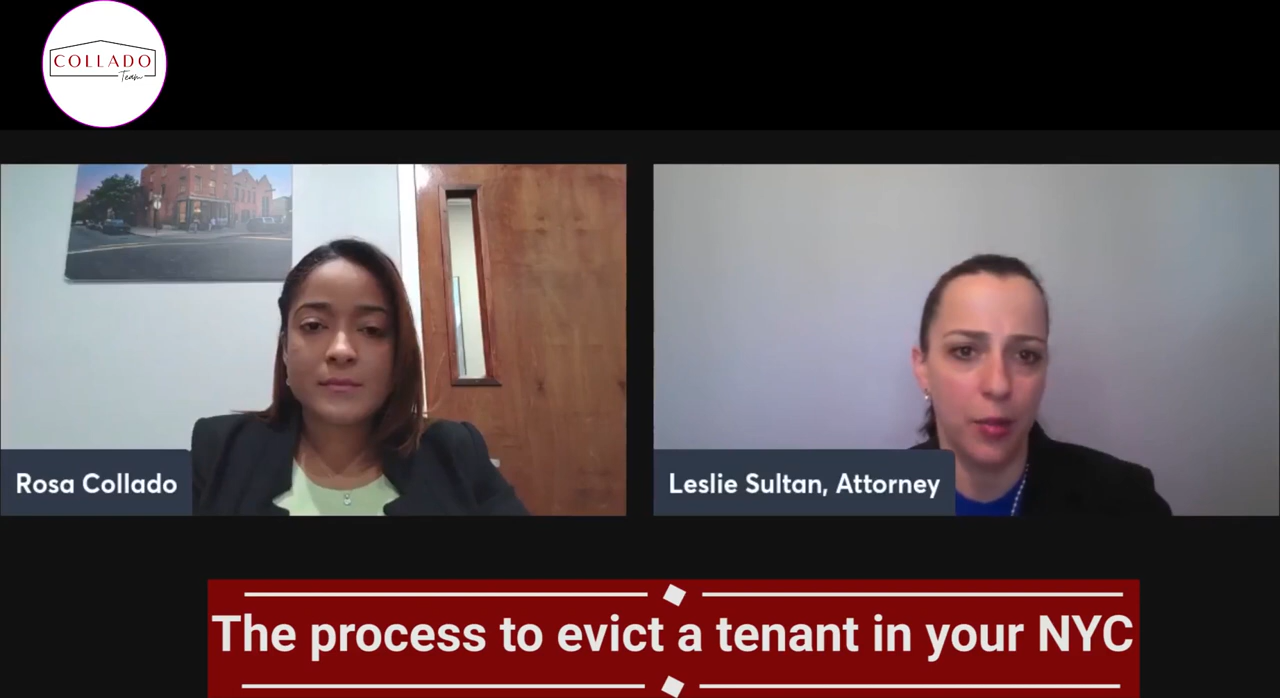 COLLADO
Team
Rosa Collado
Leslie Sultan, Attorney
The process to evict a tenant in your NYC